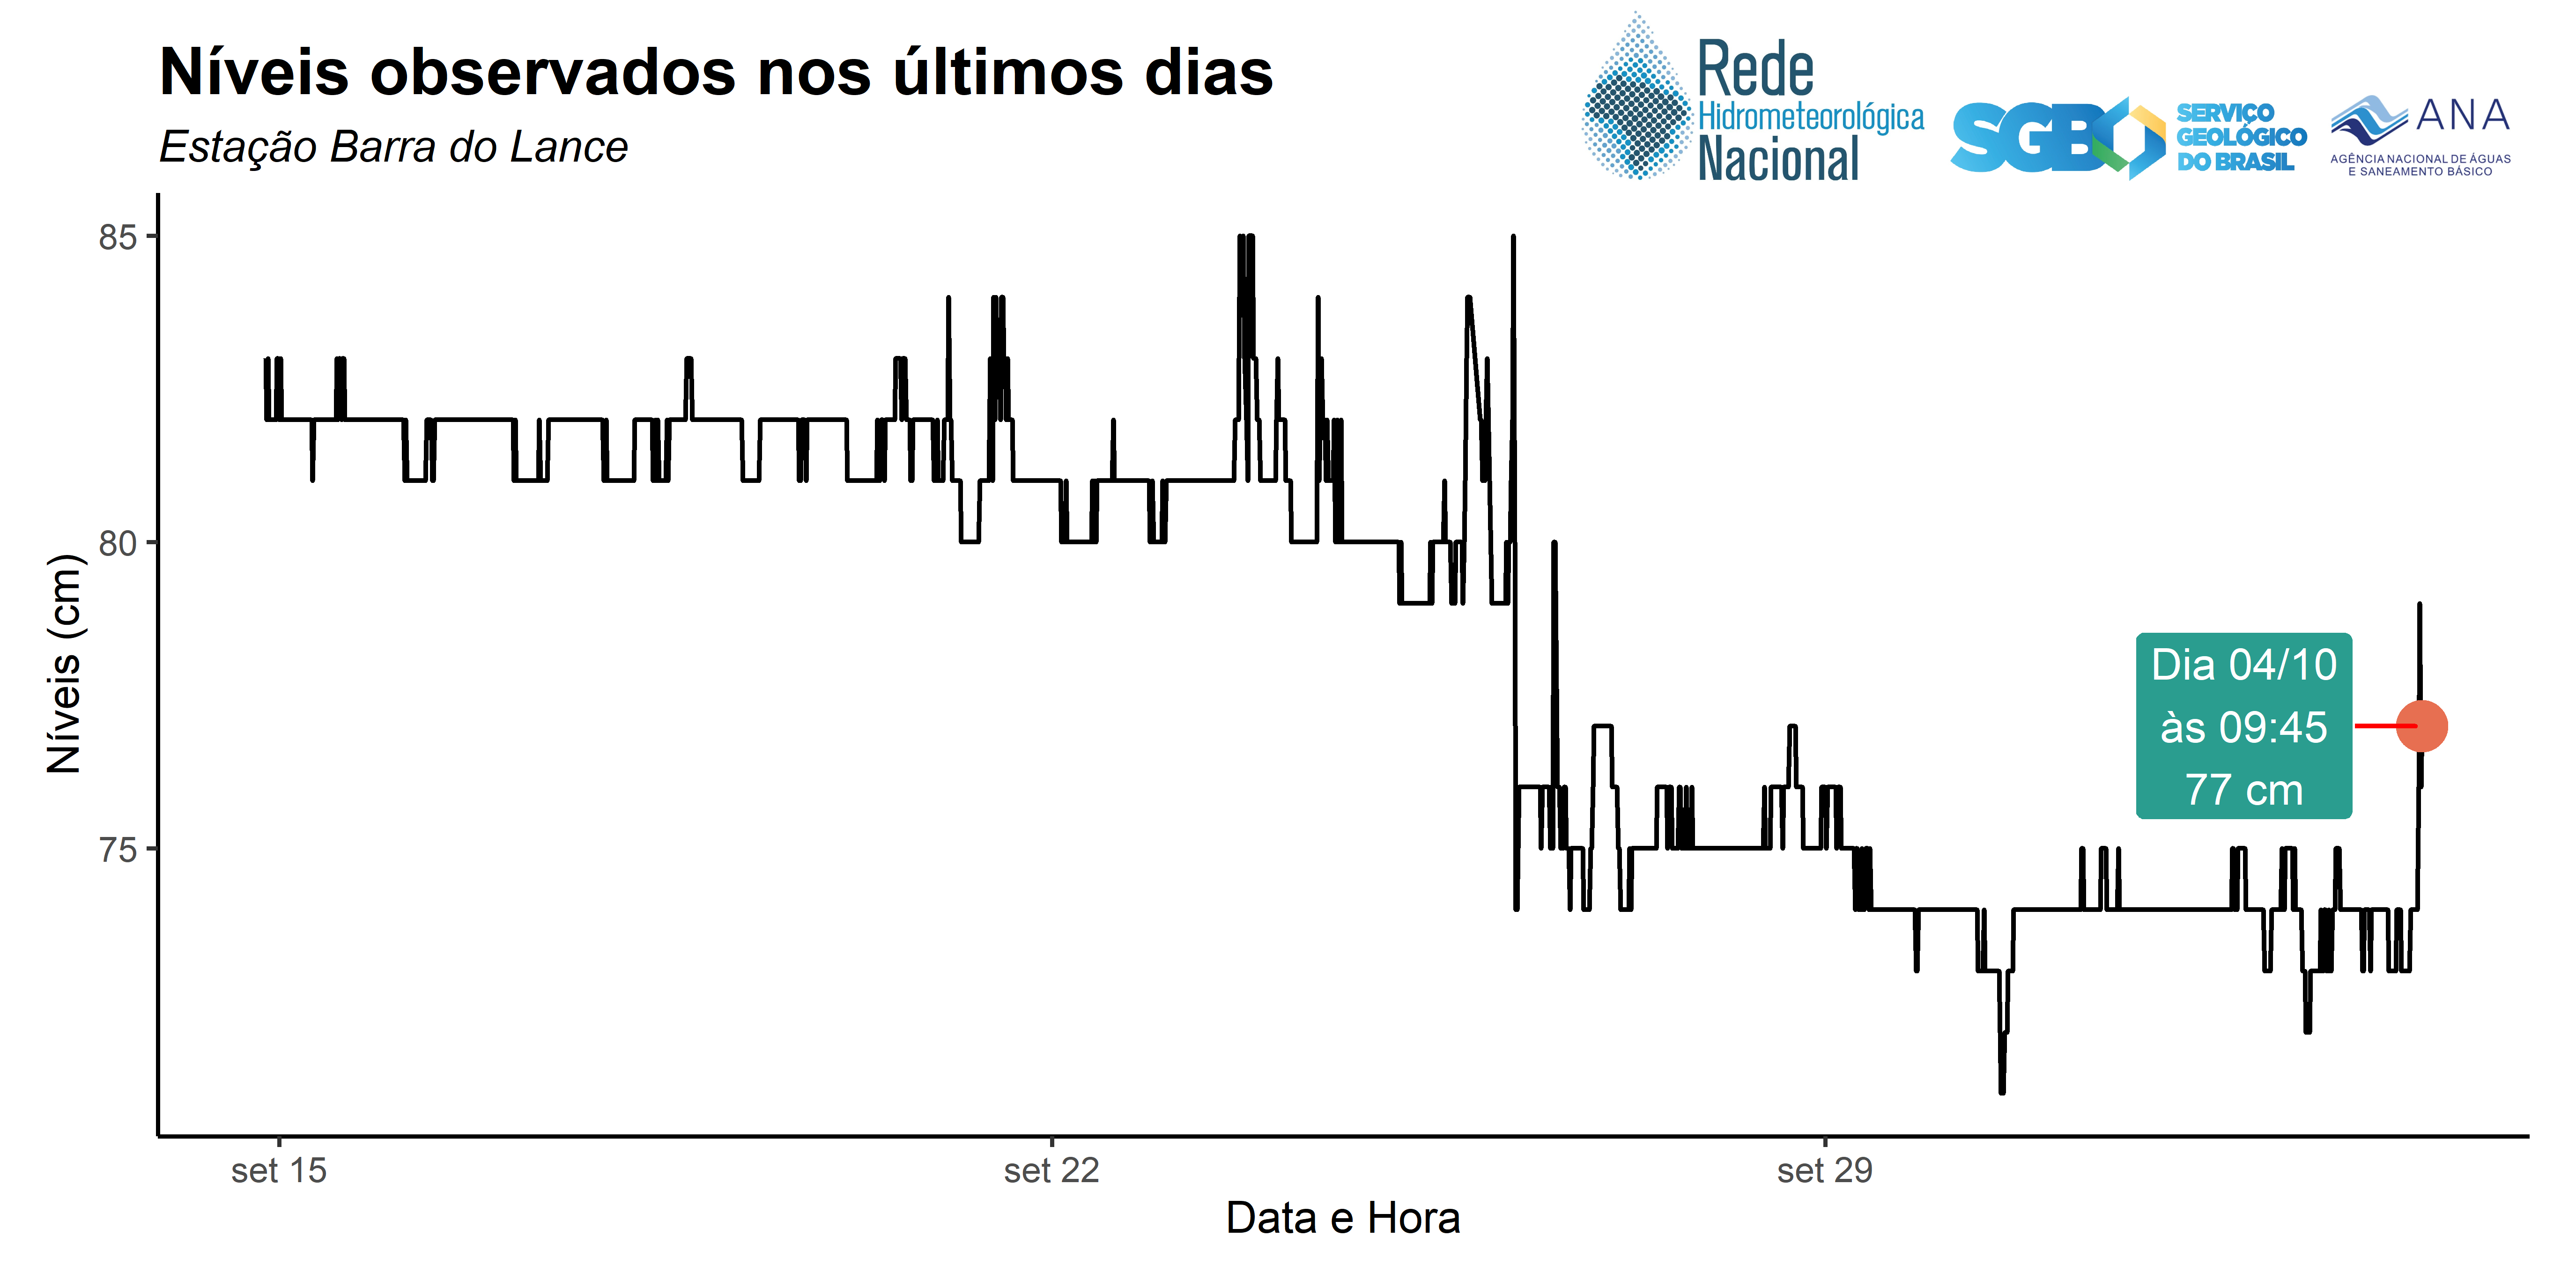 Níveis observados nos últimos dias
Estação Barra do Lance
Rede
Hidrometeorológica
Nacional
SGB
SERVIÇO
GEOLÓGICO
DO BRASIL
ANA
AGÊNCIA NACIONAL DE ÁGUAS
E SANEAMENTO BÁSICO
85
80
75
Níveis (cm)
Dia 04/10
às 09:45
77 cm
set 15
set 22
set 29
Data e Hora